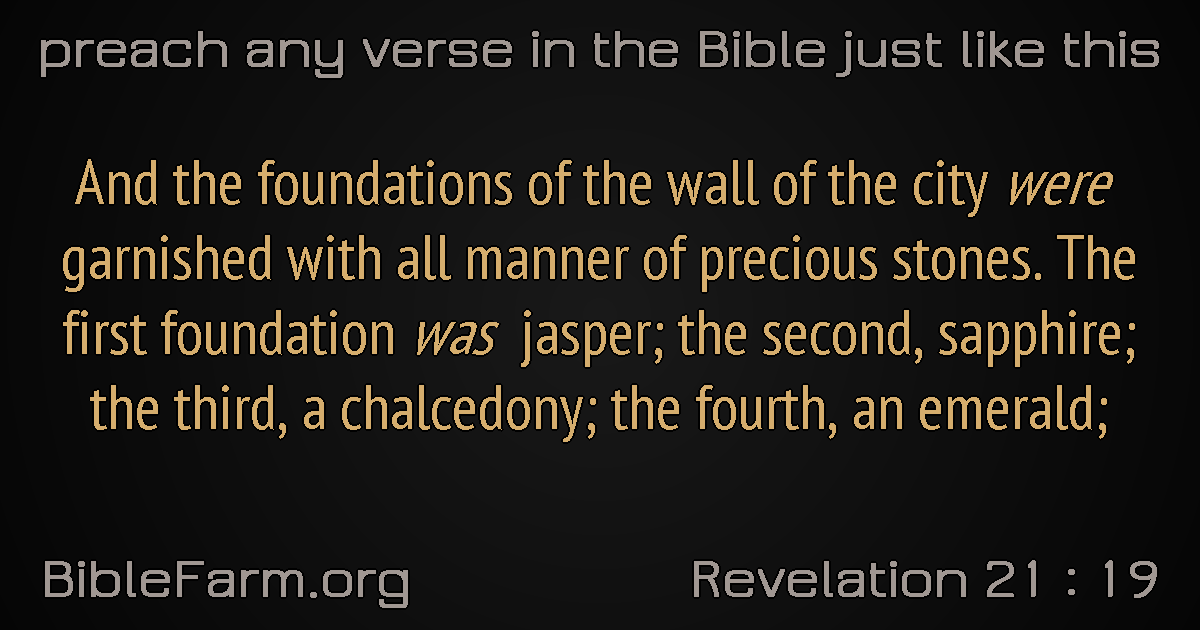 preach any verse in the Bible just like this
And the foundations of the wall of the city were
garnished with all manner of precious stones. The
first foundation was jasper; the second, sapphire;
the third, a chalcedony; the fourth, an emerald;
BibleFarm.org
Revelation 21 : 19